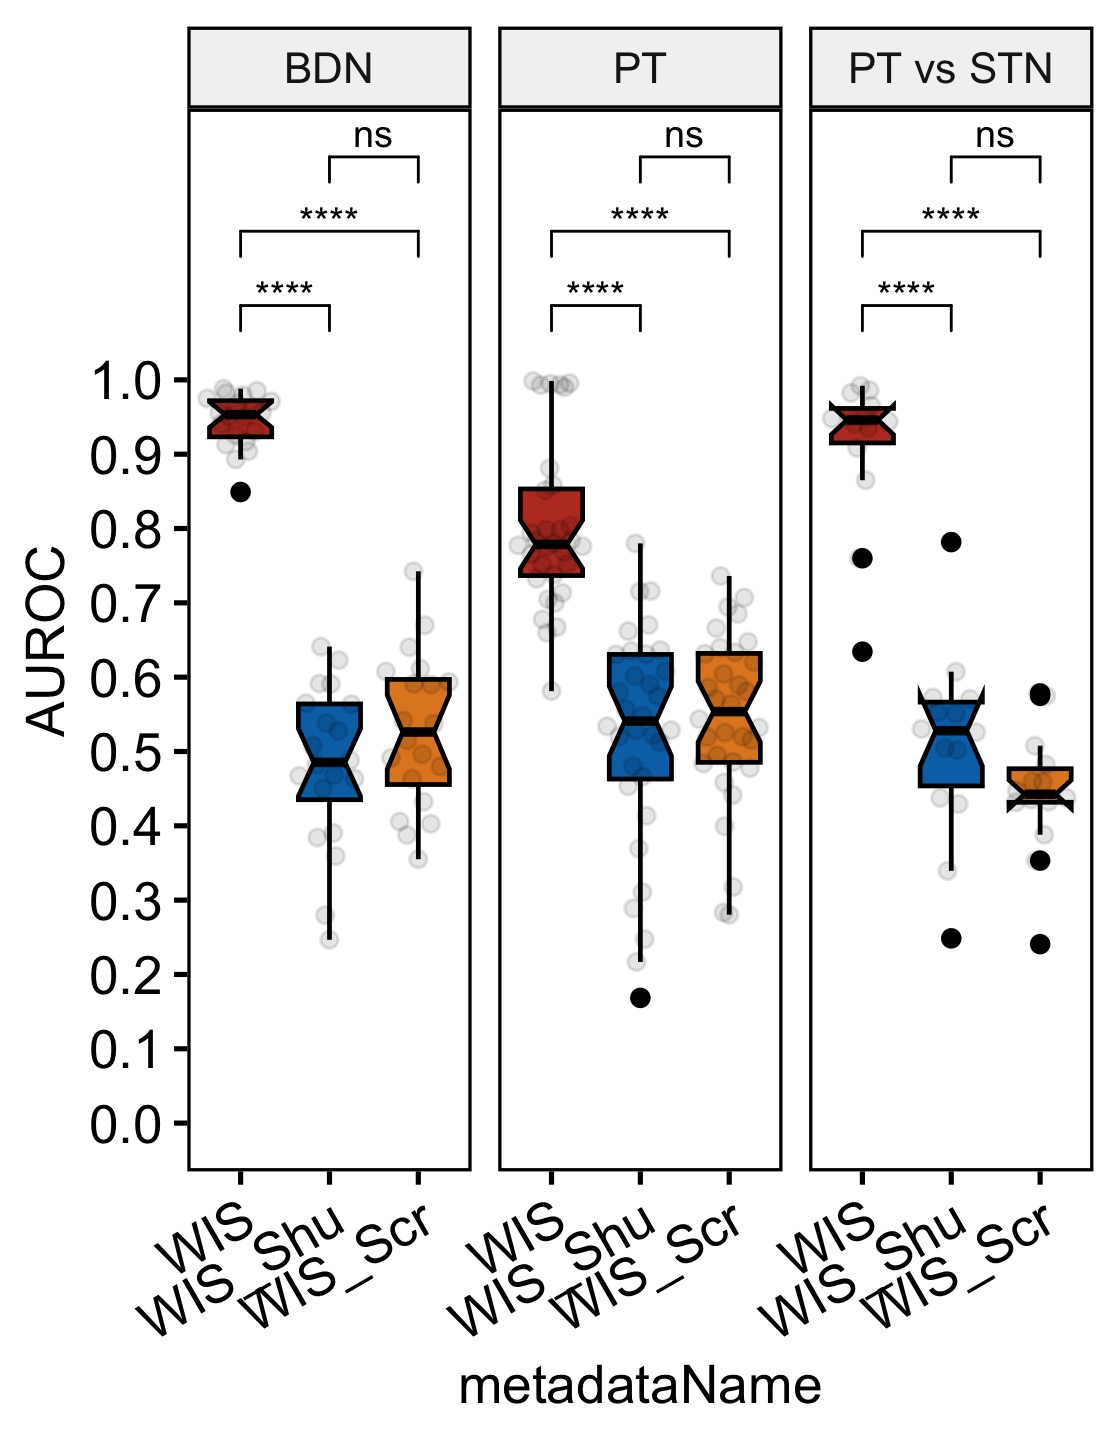 BDN PT PT vs STN
ns ns ns
**** **** ****
**** **** ****
1.0
0.9
0.8
0.7
0.6
0.5
0.4
0.3
0.2
0.1
0.0
AUROC
WIS WIS_Shu WIS_Scr WIS WIS_Shu WIS_Scr WIS WIS_Shu WIS_Scr
metadataName